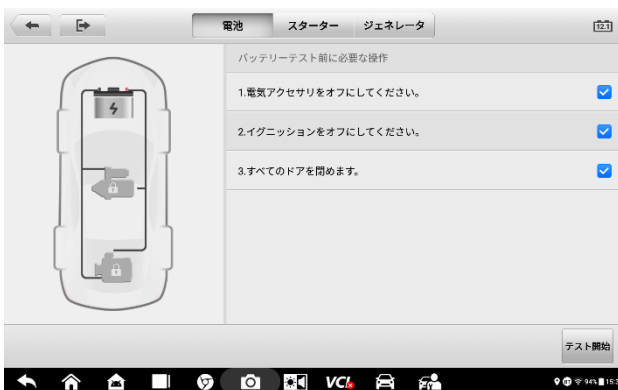 電池 スターター ジェネレータ
12.1
バッテリーテスト前に必要な操作
1.電気アクセサリをオフにしてください。
2.イグニッションをオフにしてください。
3.すべてのドアを閉めます。
テスト開始
VCI
94%